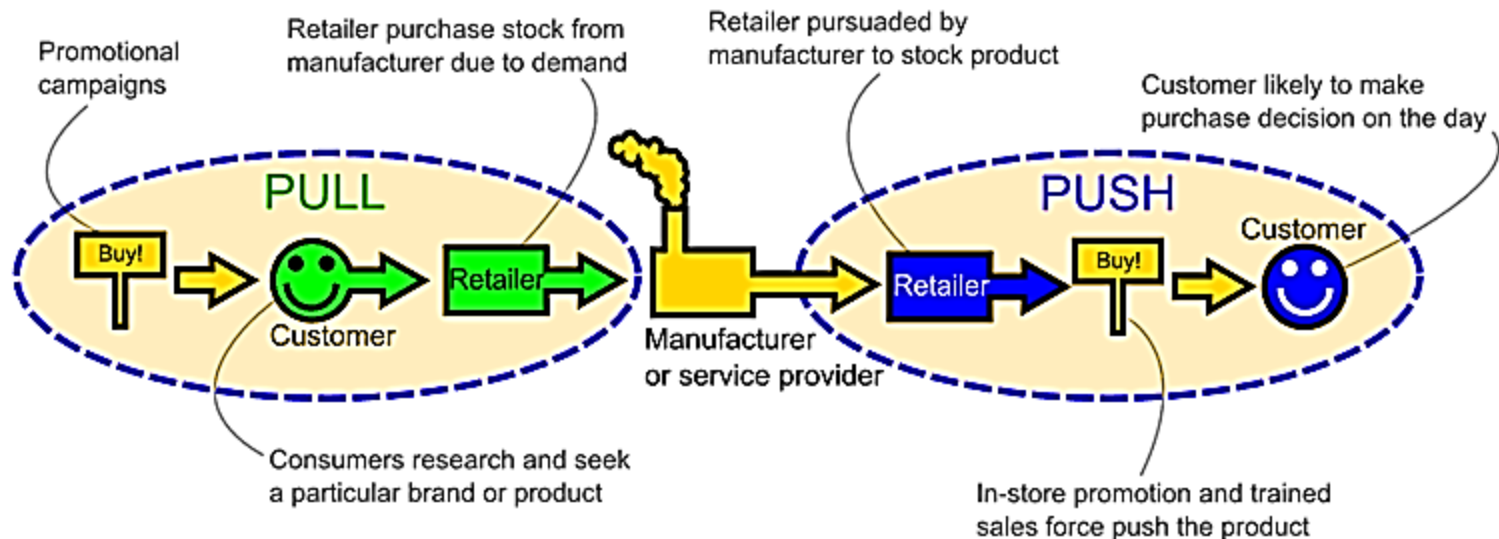 Promotional
campaigns
Retailer purchase stock from
manufacturer due to demand
Retailer pursuaded by
manufacturer to stock product
Customer likely to make
purchase decision on the day
PULL
Buy!
Customer
Retailer
Manufacturer
or service provider
PUSH
Retailer
Buy!
Customer
Consumers research and seek
a particular brand or product
In-store promotion and trained
sales force push the product